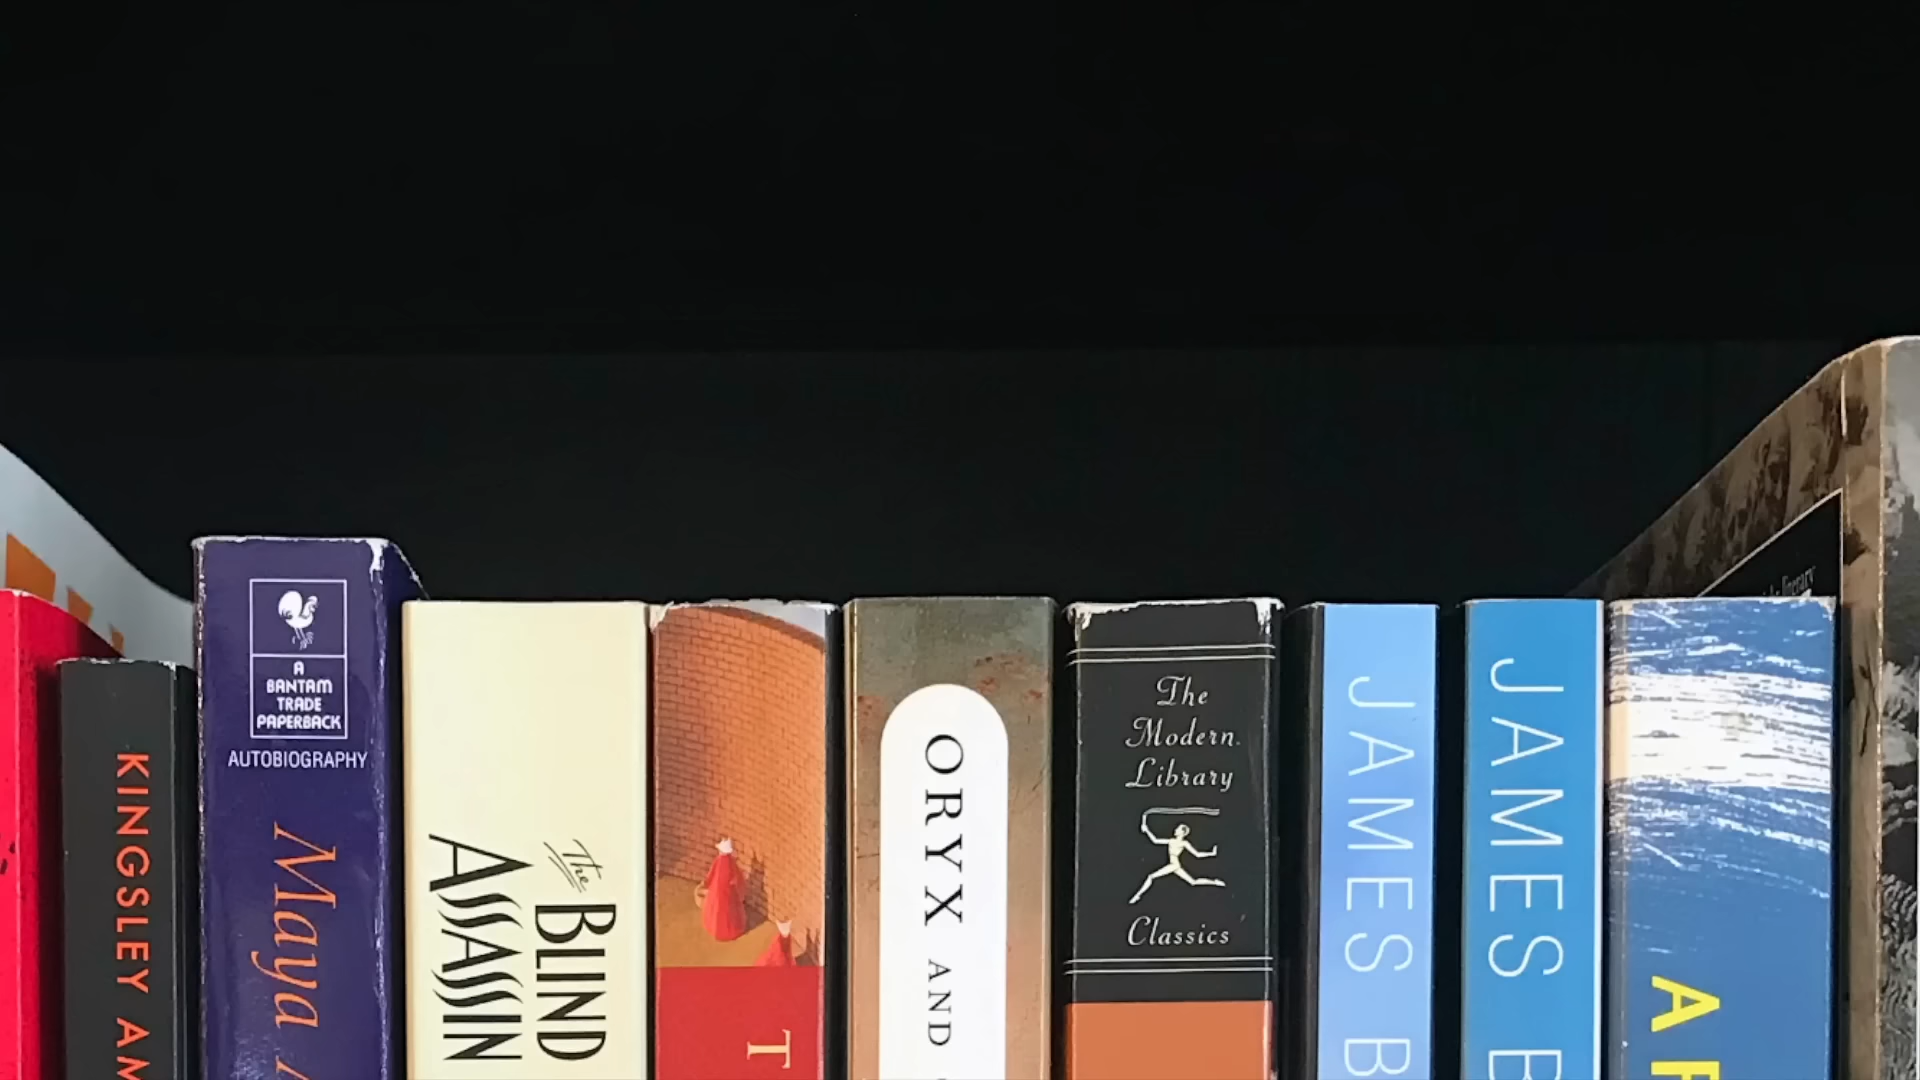 KINGSLEY AM
A
BANTAM
TRADE
PAPERBACK
AUTOBIOGRAPHY
Maya
The
BLIND
ASSASSIN
T
ORYX AND
The
Modern
Library
Classics
JAMES B
JAMES B
A